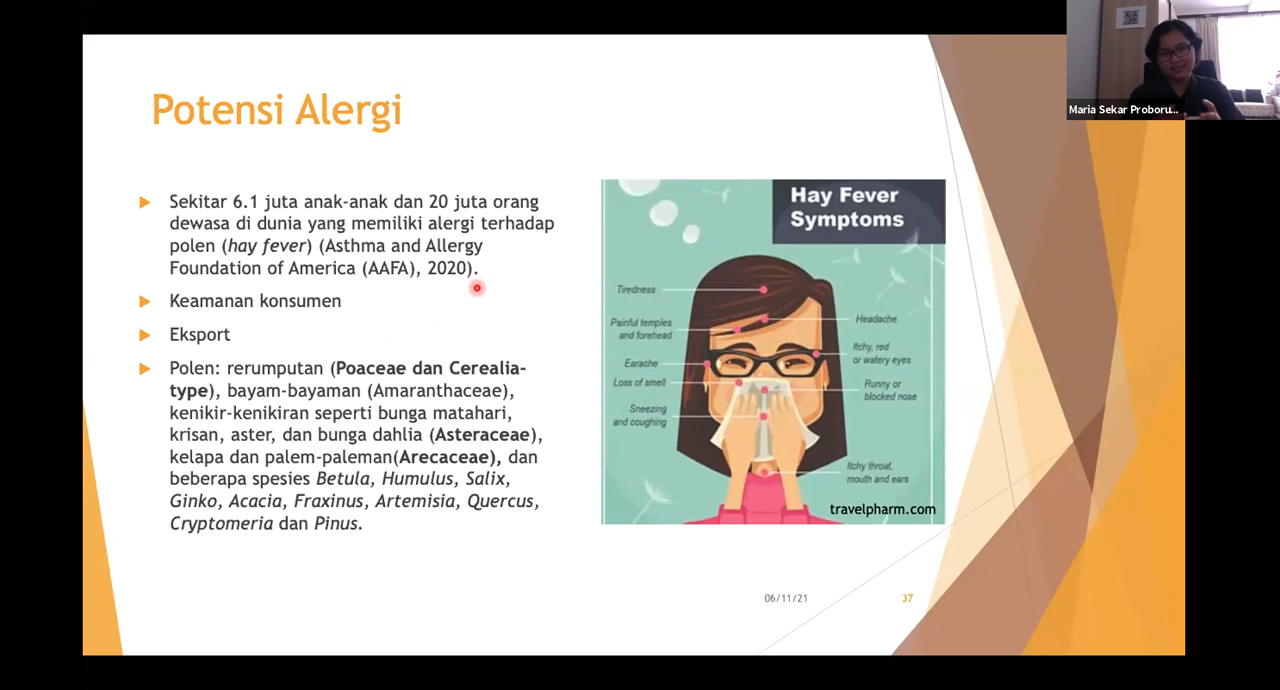 Potensi Alergi
Sekitar 6.1 juta anak-anak dan 20 juta orang
dewasa di dunia yang memiliki alergi terhadap
polen (hay fever) (Asthma and Allergy
Foundation of America (AAFA), 2020).
Keamanan konsumen
Eksport
Polen: rerumputan (Poaceae dan Cerealia-
type), bayam-bayaman (Amaranthaceae),
kenikir-kenikiran seperti bunga matahari,
krisan, aster, dan bunga dahlia (Asteraceae),
kelapa dan palem-paleman(Arecaceae), dan
beberapa spesies Betula, Humulus, Salix,
Ginko, Acacia, Fraxinus, Artemisia, Quercus,
Cryptomeria dan Pinus.
Hay Fever
Symptoms
Tiredness
Painful temples
and forehead
Earache
Loss of smell
Sneezing
and coughing
Headache
Itchy, red
or watery eyes
Runny or
blocked nose
Itchy throat,
mouth and ears
travelpharm.com
06/11/21
37
Maria Sekar Proboru...